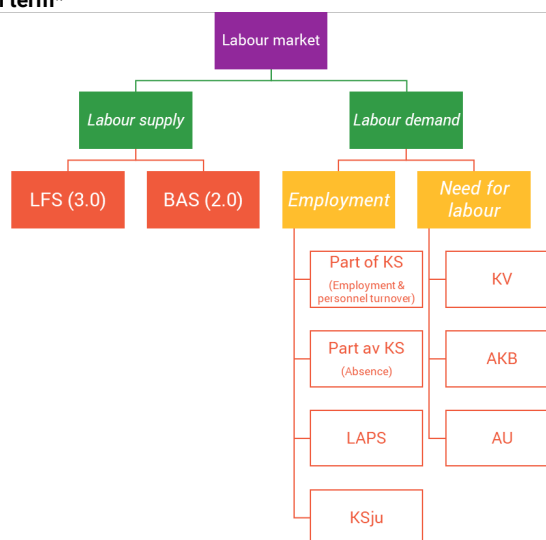 Labour market
Labour supply
Labour demand
LFS (3.0)
BAS (2.0)
Employment
Need for
labour
Part of KS
(Employment &
personnel turnover)
KV
Part av KS
(Absence)
AKB
LAPS
AU
KSju